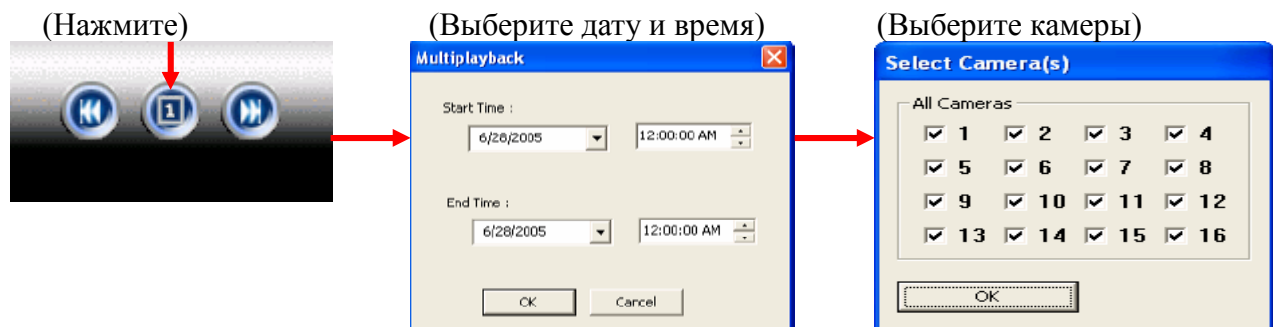 (Нажмите)
(Выберите дату и время)
(Выберите камеры)
1
Multiplayback
Start Time :
6/28/2005 12:00:00 AM
End Time :
6/28/2005 12:00:00 AM
OK Cancel
Select Camera(s)
All Cameras
1 2 3 4
5 6 7 8
9 10 11 12
13 14 15 16
OK